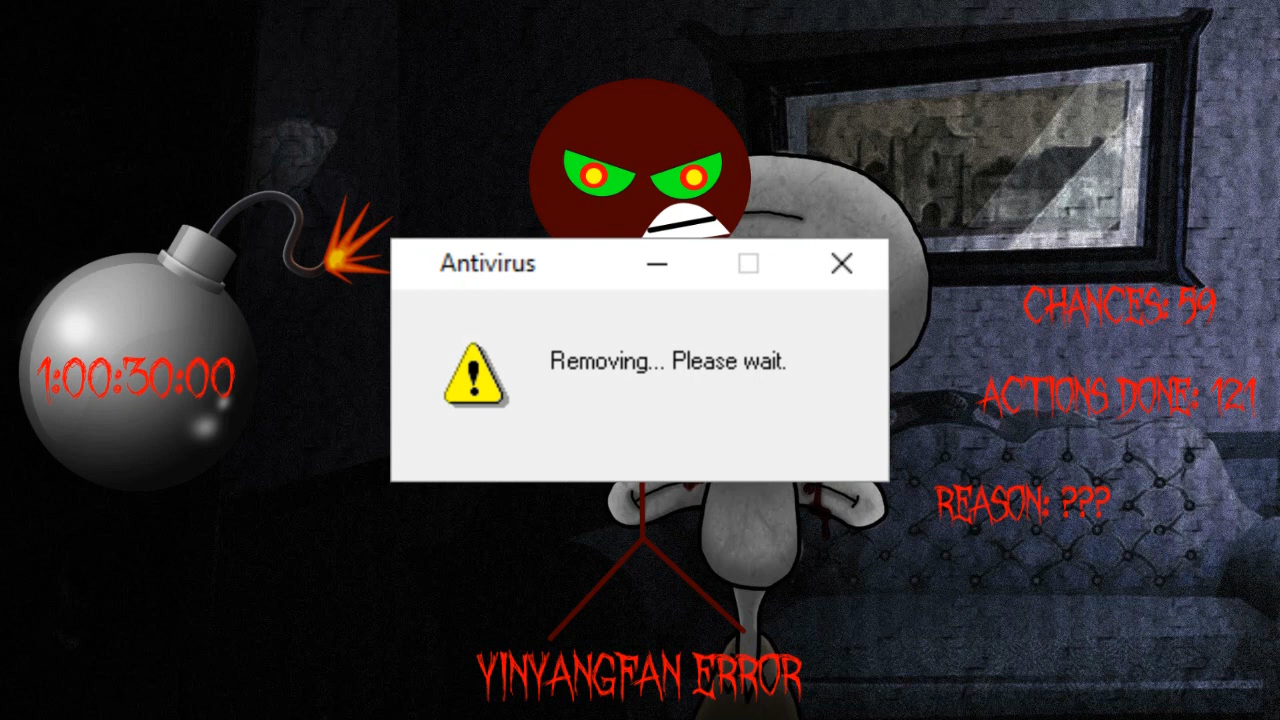 Antivirus
Removing... Please wait.
1:00:30:00
CHANCES: 59
ACTIONS DONE: 121
REASON: ???
YINYANGFAN ERROR